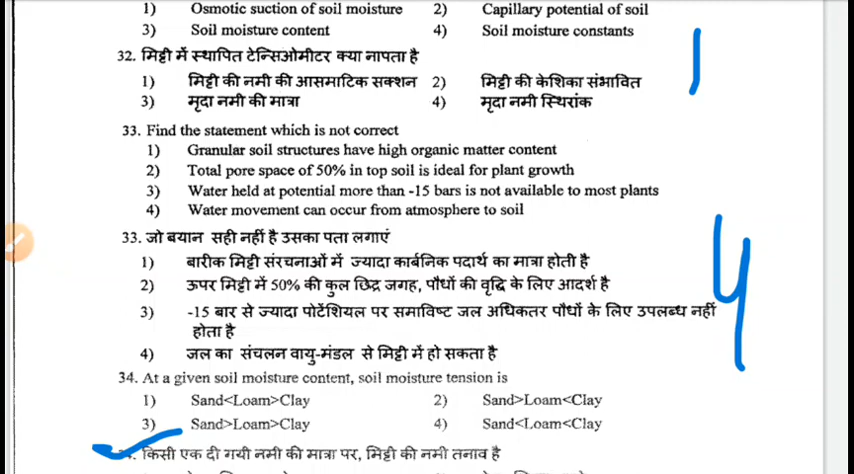 1) Osmotic suction of soil moisture 2) Capillary potential of soil
3) Soil moisture content 4) Soil moisture constants
32. मिट्टी में स्थापित टेन्सिओमीटर क्या नापता है
1) मिट्टी की नमी की आसमाटिक सक्शन 2) मिट्टी की केशिका संभावित
3) मृदा नमी की मात्रा 4) मृदा नमी स्थिरांक
1
33. Find the statement which is not correct
1) Granular soil structures have high organic matter content
2) Total pore space of 50% in top soil is ideal for plant growth
3) Water held at potential more than -15 bars is not available to most plants
4) Water movement can occur from atmosphere to soil
33. जो बयान सही नहीं है उसका पता लगाएं
1) बारीक मिट्टी संरचनाओं में ज्यादा कार्बनिक पदार्थ का मात्रा होती है
2) ऊपर मिट्टी में 50% की कुल छिद्र जगह, पौधों की वृद्धि के लिए आदर्श है
3) -15 बार से ज्यादा पोटेंशियल पर समाविष्ट जल अधिकतर पौधों के लिए उपलब्ध नहीं
होता है
4) जल का संचलन वायु-मंडल से मिट्टी में हो सकता है
4
34. At a given soil moisture content, soil moisture tension is
1) Sand<Loam>Clay 2) Sand>Loam<Clay
3) Sand>Loam>Clay 4) Sand<Loam<Clay
किसी एक दी गयी नमी की मात्रा पर, मिट्टी की नमी तनाव है